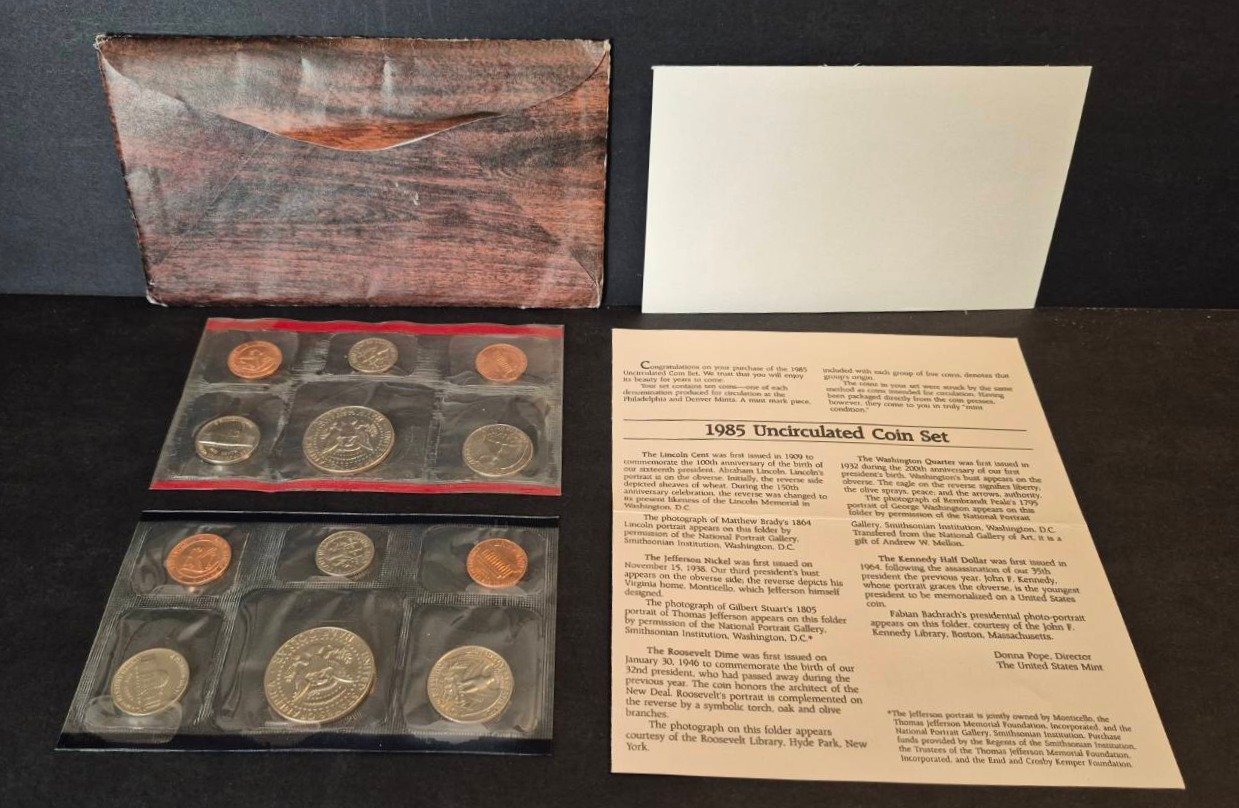 Congratulations on your purchase of the 1985
Uncirculated Coin Set. We trust that you will enjoy
its beauty for years to come.
Your set contains ten coins—one of each
denomination produced for circulation at the
Philadelphia and Denver Mints. A mint mark piece,
included with each group of five coins, denotes that
group's origin.
The coins in your set were struck by the same
method as coins intended for circulation. Having
been packaged directly from the coin presses,
however, they come to you in truly "mint
condition."
1985 Uncirculated Coin Set
The Lincoln Cent was first issued in 1909 to
commemorate the 100th anniversary of the birth of
our sixteenth president, Abraham Lincoln. Lincoln's
portrait is on the obverse. Initially, the reverse side
depicted sheaves of wheat. During the 150th
anniversary celebration, the reverse was changed to
its present likeness of the Lincoln Memorial in
Washington, D.C.
The photograph of Matthew Brady's 1864
Lincoln portrait appears on this folder by
permission of the National Portrait Gallery,
Smithsonian Institution, Washington, D.C.
The Jefferson Nickel was first issued on
November 15, 1938. Our third president's bust
appears on the obverse side; the reverse depicts his
Virginia home, Monticello, which Jefferson himself
designed.
The photograph of Gilbert Stuart's 1805
portrait of Thomas Jefferson appears on this folder
by permission of the National Portrait Gallery,
Smithsonian Institution, Washington, D.C.*
The Roosevelt Dime was first issued on
January 30, 1946 to commemorate the birth of our
32nd president, who had passed away during the
previous year. The coin honors the architect of the
New Deal. Roosevelt's portrait is complemented on
the reverse by a symbolic torch, oak and olive
branches.
The photograph on this folder appears
courtesy of the Roosevelt Library, Hyde Park, New
York.
The Washington Quarter was first issued in
1932 during the 200th anniversary of our first
president's birth. Washington's bust appears on the
obverse. The eagle on the reverse signifies liberty;
the olive sprays, peace; and the arrows, authority.
The photograph of Rembrandt Peale's 1795
portrait of George Washington appears on this
folder by permission of the National Portrait
Gallery, Smithsonian Institution, Washington, D.C.
Transferred from the National Gallery of Art, it is a
gift of Andrew W. Mellon.
The Kennedy Half Dollar was first issued in
1964, following the assassination of our 35th
president the previous year. John F. Kennedy,
whose portrait graces the obverse, is the youngest
president to be memorialized on a United States
coin.
Fabian Bachrach's presidential photo-portrait
appears on this folder, courtesy of the John F.
Kennedy Library, Boston, Massachusetts.
Donna Pope, Director
The United States Mint
*The Jefferson portrait is jointly owned by Monticello, the
Thomas Jefferson Memorial Foundation, Incorporated, and the
National Portrait Gallery, Smithsonian Institution. Purchase
funds provided by the Regents of the Smithsonian Institution,
the Trustees of the Thomas Jefferson Memorial Foundation,
Incorporated, and the Enid and Crosby Kemper Foundation.